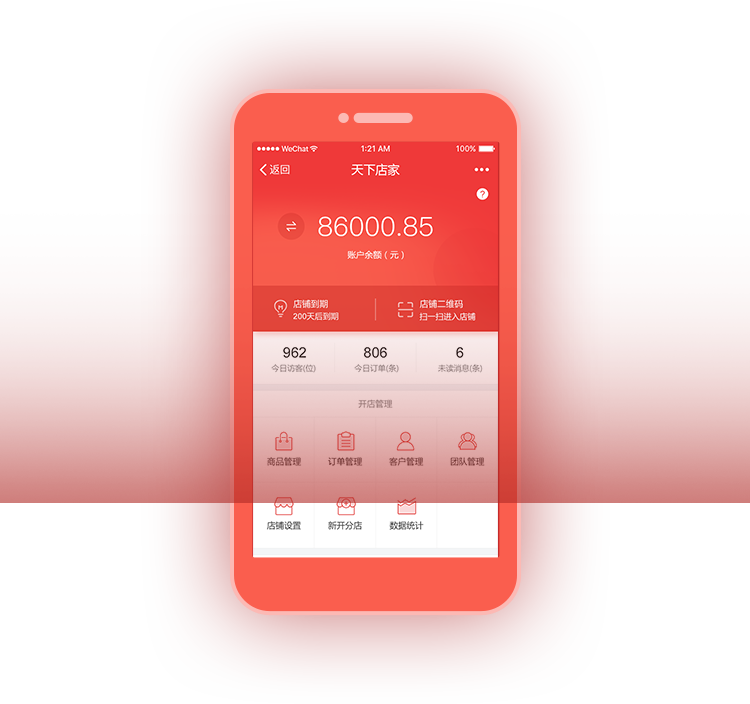 WeChat 1:21 AM 100%
返回 天下店家
?
86000.85
账户余额（元）
店铺到期 店铺二维码
200天后到期 扫一扫进入店铺
962 806 6
今日访客(位) 今日订单(条) 未读消息(条)
开店管理
商品管理 订单管理 客户管理 团队管理
店铺设置 新开分店 数据统计